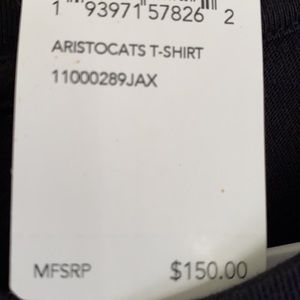 1 93971 57826 2
ARISTOCATS T-SHIRT
11000289JAX
MFSRP $150.00